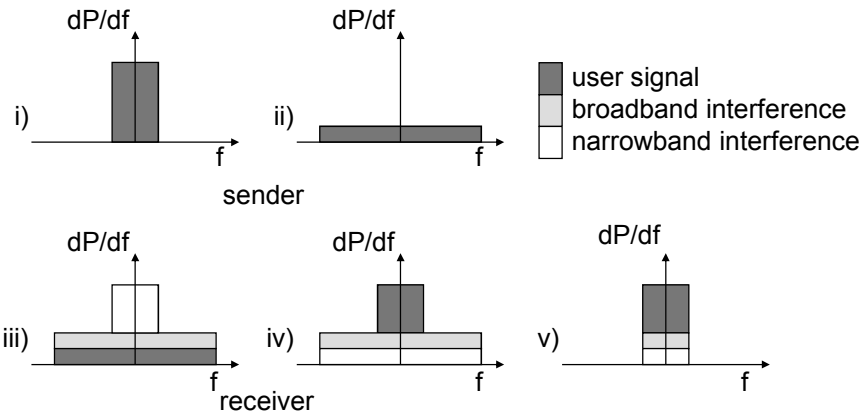 dP/df
dP/df
user signal
broadband interference
narrowband interference
i)
ii)
f
f
sender
dP/df
dP/df
dP/df
iii)
iv)
v)
f
f
f
receiver